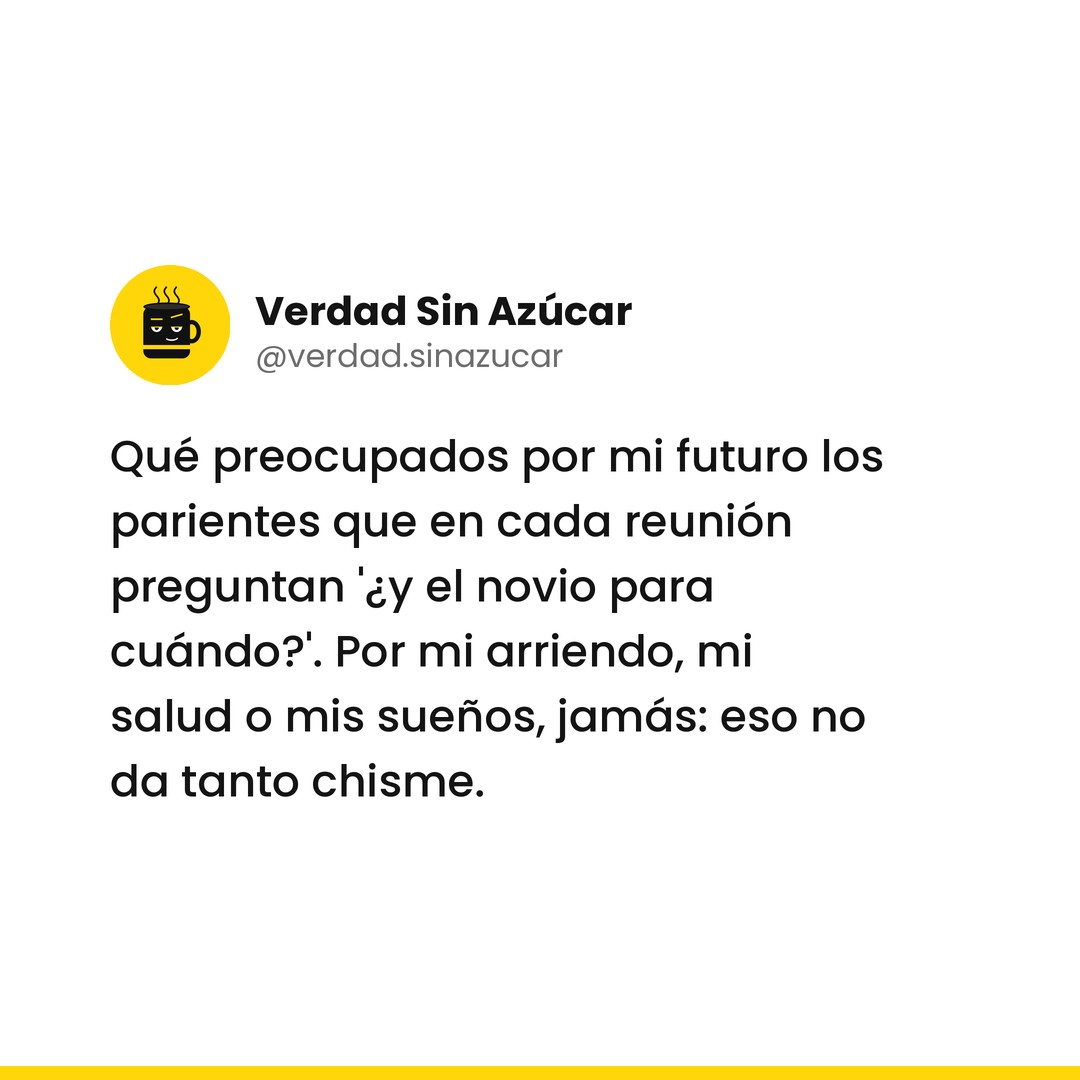 Verdad Sin Azúcar
@verdad.sinazucar
Qué preocupados por mi futuro los
parientes que en cada reunión
preguntan '¿y el novio para
cuándo?'. Por mi arriendo, mi
salud o mis sueños, jamás: eso no
da tanto chisme.